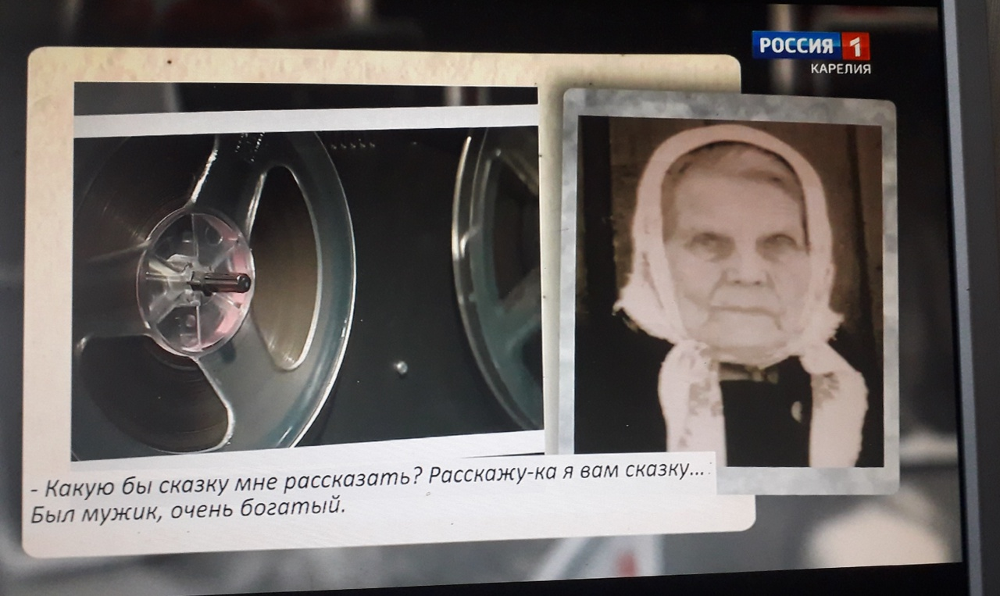 РОССИЯ 1
КАРЕЛИЯ
- Какую бы сказку мне рассказать? Расскажу-ка я вам сказку...
Был мужик, очень богатый.